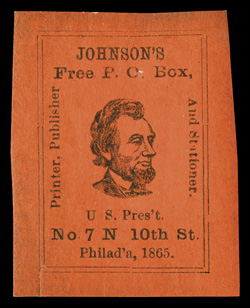 JOHNSON'S
Free P. O. Box,
Printer, Publisher
And Stationer.
U S. Pres't.
No. 7 N 10th St.
Philad'a, 1865.